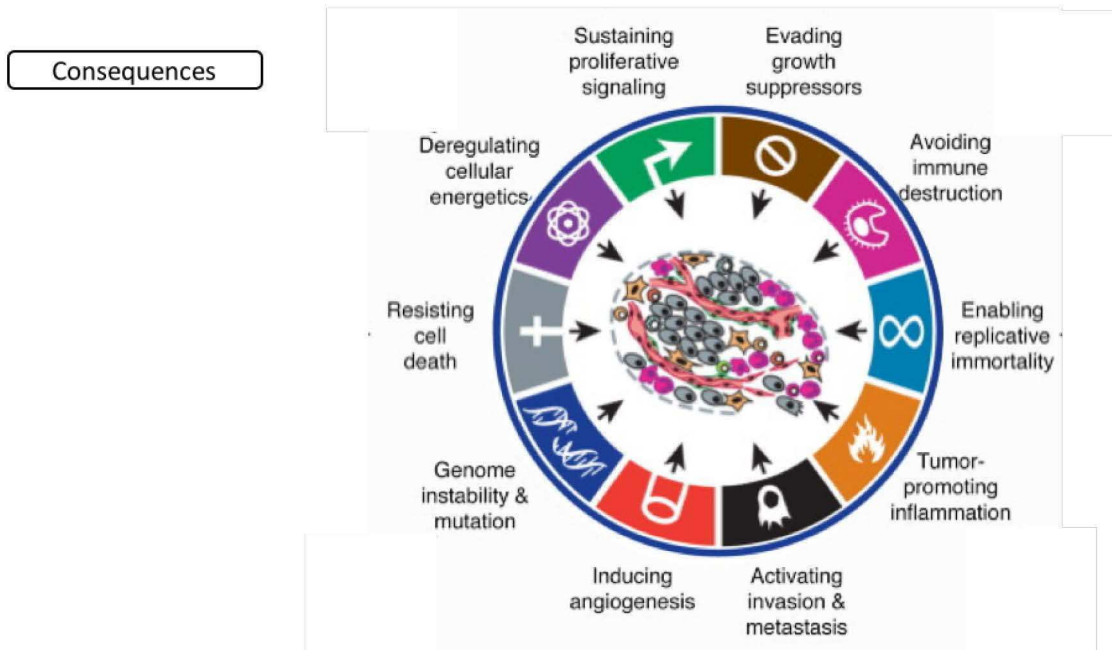 Consequences
Sustaining
proliferative
signaling
Evading
growth
suppressors
Avoiding
immune
destruction
Enabling
replicative
immortality
Tumor-
promoting
inflammation
Activating
invasion &
metastasis
Inducing
angiogenesis
Genome
instability &
mutation
Resisting
cell
death
Deregulating
cellular
energetics